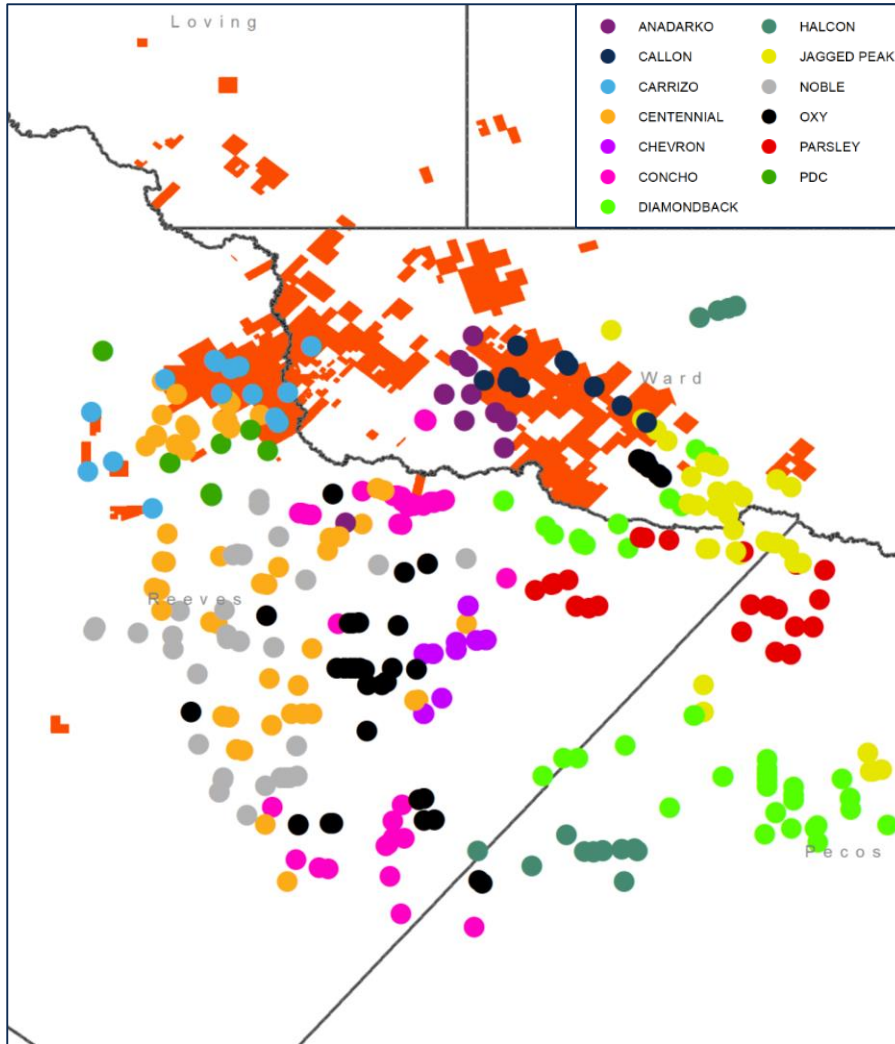 Loving
ANADARKO
CALLON
CARRIZO
CENTENNIAL
CHEVRON
CONCHO
DIAMONDBACK
HALCON
JAGGED PEAK
NOBLE
OXY
PARSLEY
PDC
Ward
Reeves
Pecos